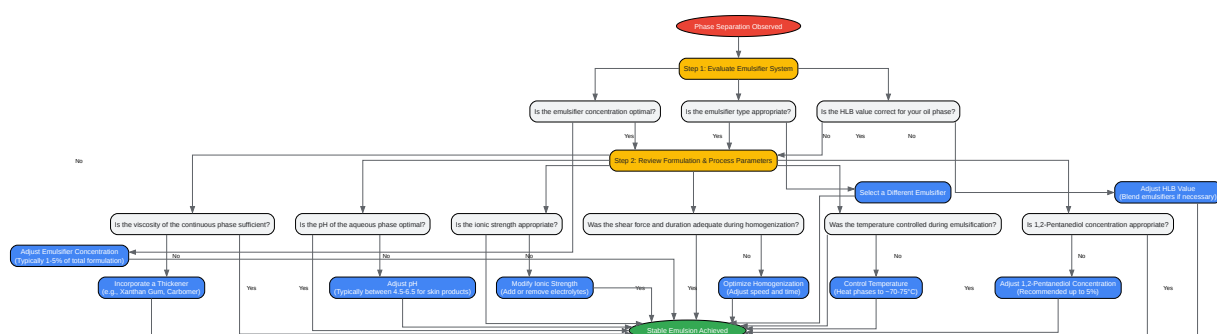 Phase Separation Observed
Step 1: Evaluate Emulsifier System
Is the emulsifier concentration optimal?
Is the emulsifier type appropriate?
Is the HLB value correct for your oil phase?
Yes
Yes
No
Yes
No
No
Step 2: Review Formulation & Process Parameters
Select a Different Emulsifier
Adjust HLB Value
(Blend emulsifiers if necessary)
Is the viscosity of the continuous phase sufficient?
Is the pH of the aqueous phase optimal?
Is the ionic strength appropriate?
Was the shear force and duration adequate during homogenization?
Was the temperature controlled during emulsification?
Is 1,2-Pentanediol concentration appropriate?
Adjust Emulsifier Concentration
(Typically 1-5% of total formulation)
No
No
No
No
No
No
Incorporate a Thickener
(e.g., Xanthan Gum, Carbomer)
Yes
Yes
Adjust pH
(Typically between 4.5-6.5 for skin products)
Modify Ionic Strength
(Add or remove electrolytes)
Yes
Yes
Optimize Homogenization
(Adjust speed and time)
Control Temperature
(Heat phases to ~70-75°C)
Yes
Adjust 1,2-Pentanediol Concentration
(Recommended up to 5%)
Yes
Stable Emulsion Achieved